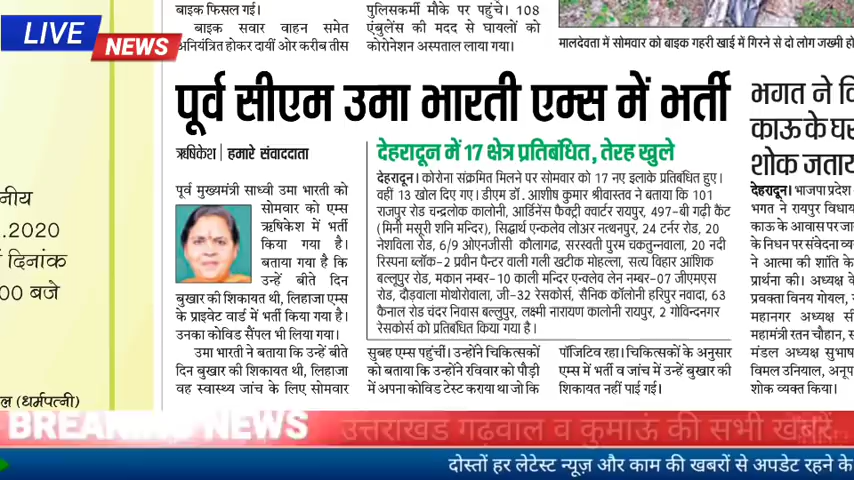 LIVE
NEWS
बाइक फिसल गई।
बाइक सवार वाहन समेत
अनियंत्रित होकर दायीं ओर करीब तीस
पुलिसकर्मी मौके पर पहुंचे। 108
एंबुलेंस की मदद से घायलों को
कोरोनेशन अस्पताल लाया गया।
मालदेवता में सोमवार को बाइक गहरी खाई में गिरने से दो लोग जख्मी हो
पूर्व सीएम उमा भारती एम्स में भर्ती
ऋषिकेश | हमारे संवाददाता
पूर्व मुख्यमंत्री साध्वी उमा भारती को
सोमवार को एम्स
ऋषिकेश में भर्ती
किया गया है।
बताया गया है कि
उन्हें बीते दिन
बुखार की शिकायत थी, लिहाजा एम्स
के प्राइवेट वार्ड में भर्ती किया गया है।
उनका कोविड सैंपल भी लिया गया।
उमा भारती ने बताया कि उन्हें बीते
दिन बुखार की शिकायत थी, लिहाजा
वह स्वास्थ्य जांच के लिए सोमवार
देहरादून में 17 क्षेत्र प्रतिबंधित, तेरह खुले
देहरादून। कोरोना संक्रमित मिलने पर सोमवार को 17 नए इलाके प्रतिबंधित हुए।
वहीं 13 खोल दिए गए। डीएम डॉ. आशीष कुमार श्रीवास्तव ने बताया कि 101
राजपुर रोड चन्द्रलोक कालोनी, आर्डिनेंस फैक्ट्री क्वार्टर रायपुर, 497-बी गढ़ी कैंट
(मिनी मसूरी शनि मन्दिर), सिद्धार्थ एन्कलेव लोअर नत्थनपुर, 24 टर्नर रोड, 20
नेशविला रोड, 6/9 ओएनजीसी कौलागढ, सरस्वती पुरम चकतुन्वाला, 20 नदी
रिस्पना ब्लॉक-2 प्रवीन पैन्टर वाली गली खटीक मोहल्ला, सत्य विहार आंशिक
बल्लूपुर रोड, मकान नम्बर-10 काली मन्दिर एन्कलेव लेन नम्बर-07 जीएमएस
रोड, दौड़वाला मोथोरोवाला, जी-32 रेसकोर्स, सैनिक कॉलोनी हरिपुर नवादा, 63
कैनाल रोड चंदर निवास बल्लुपुर, लक्ष्मी नारायण कालोनी रायपुर, 2 गोविन्दनगर
रेसकोर्स को प्रतिबंधित किया गया है।
सुबह एम्स पहुंचीं। उन्होंने चिकित्सकों
को बताया कि उन्होंने रविवार को पौड़ी
में अपना कोविड टेस्ट कराया था जो कि
पॉजिटिव रहा। चिकित्सकों के अनुसार
एम्स में भर्ती व जांच में उन्हें बुखार की
शिकायत नहीं पाई गई।
भगत ने वि
काऊ के घर
शोक जताय
देहरादून। भाजपा प्रदेश
भगत ने रायपुर विधाय
काऊ के आवास पर जा
के निधन पर संवेदना व्य
ने आत्मा की शांति के
प्रार्थना की। अध्यक्ष के
प्रवक्ता विनय गोयल,
महानगर अध्यक्ष सी
महामंत्री रतन चौहान, स
मंडल अध्यक्ष सुभाष
विमल उनियाल, अनूप
शोक व्यक्त किया।
नीय
.2020
दिनांक
00 बजे
ल (धर्मपत्नी)
BREAKING NEWS
उत्तराखंड गढ़वाल व कुमाऊं की सभी खबरें
दोस्तों हर लेटेस्ट न्यूज़ और काम की खबरों से अपडेट रहने के